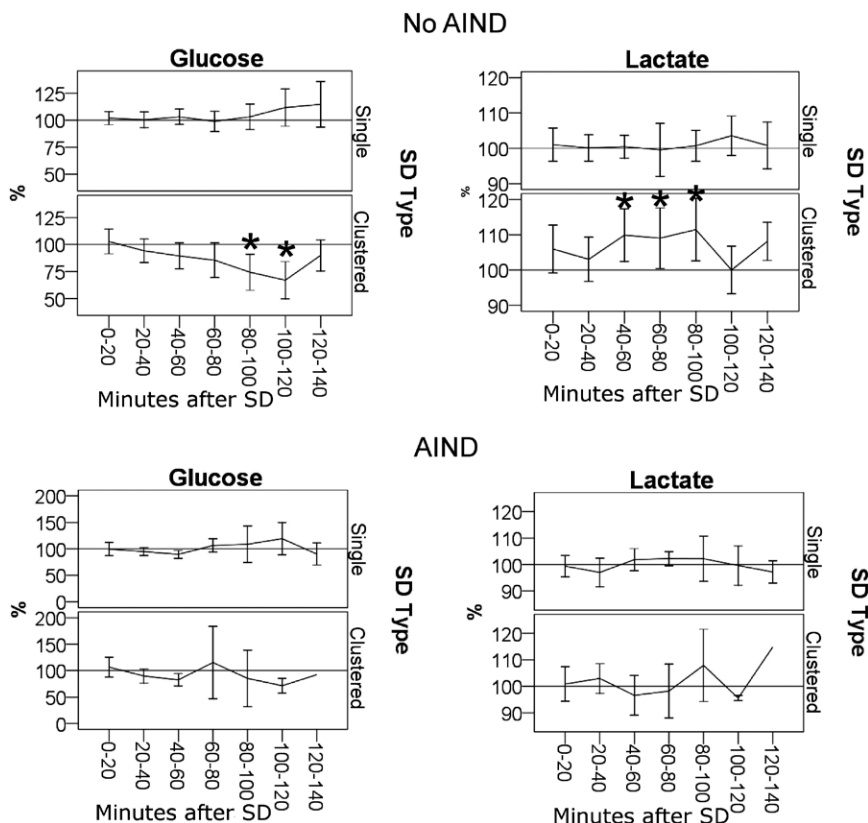 No AIND
Glucose
125
100
75
50
Single
125
100
75
50
Clustered
%
SD Type
0-20
20-40
40-60
60-80
80-100
100-120
120-140
Minutes after SD
Lactate
120
110
100
90
Single
120
110
100
90
Clustered
%
SD Type
* * * * *
0-20
20-40
40-60
60-80
80-100
100-120
120-140
Minutes after SD
AIND
Glucose
200
150
100
50
0
Single
200
150
100
50
0
Clustered
%
SD Type
0-20
20-40
40-60
60-80
80-100
100-120
120-140
Minutes after SD
Lactate
120
110
100
90
Single
120
110
100
90
Clustered
%
SD Type
0-20
20-40
40-60
60-80
80-100
100-120
120-140
Minutes after SD